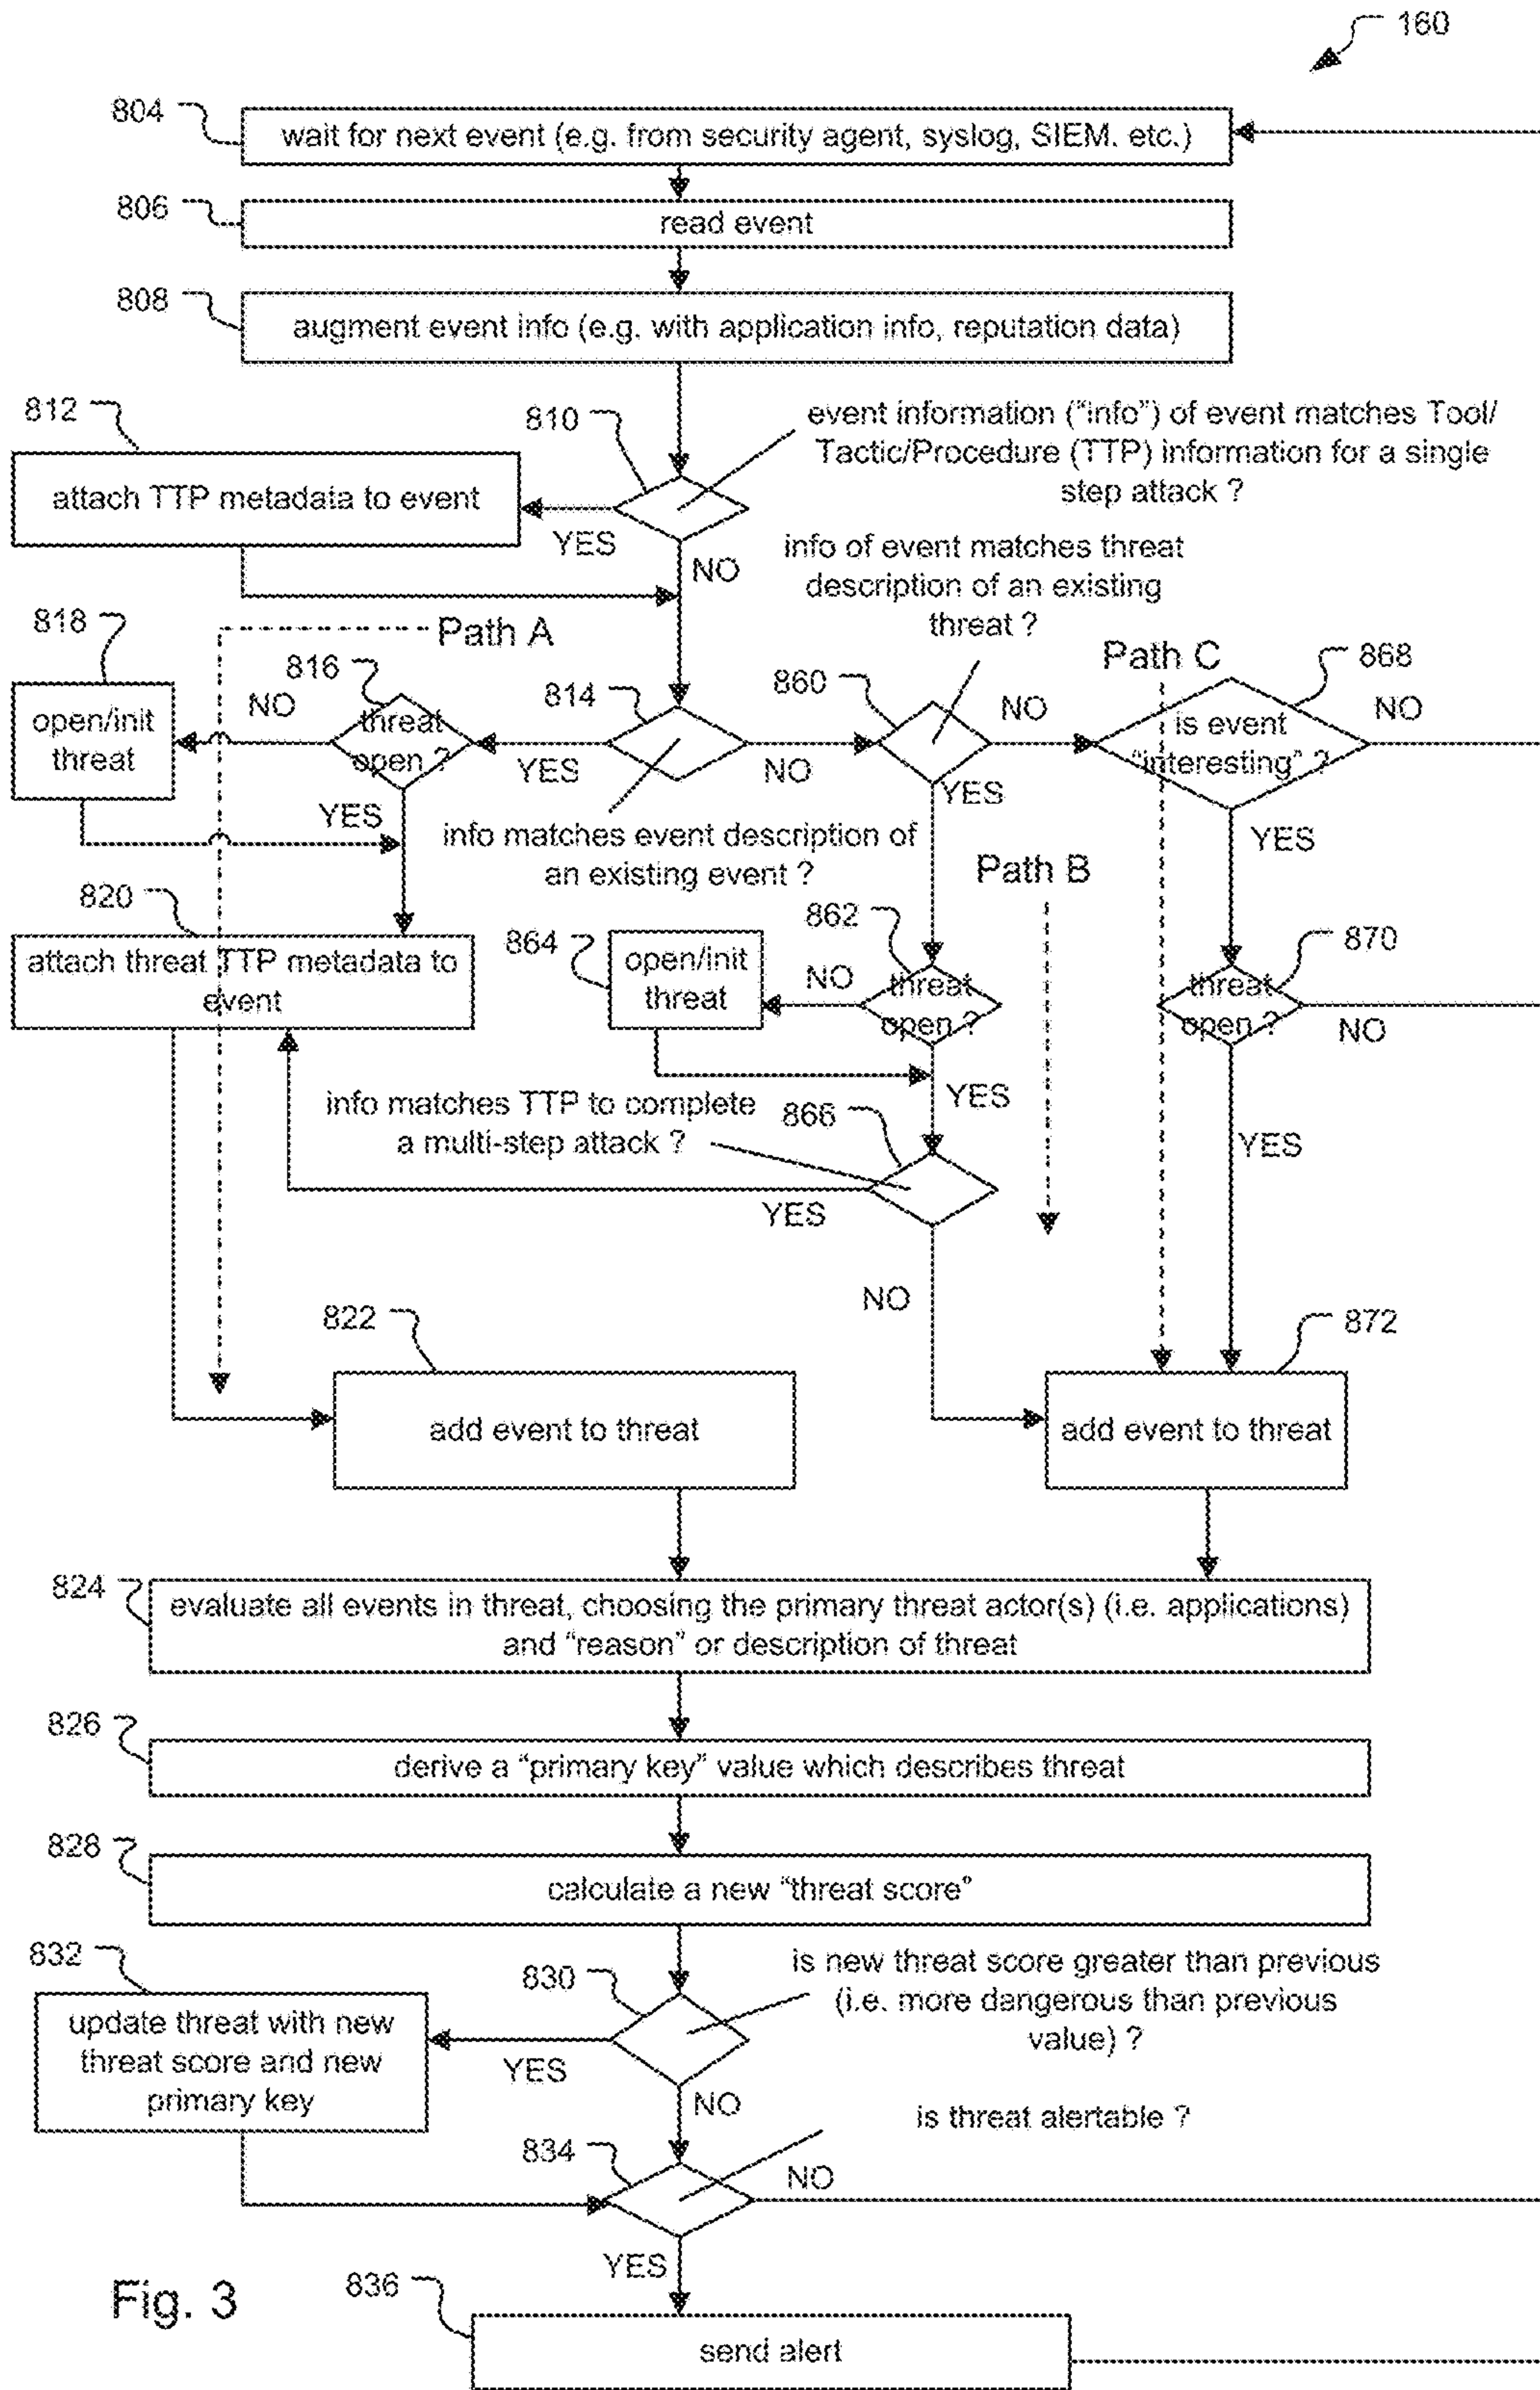 160
804
wait for next event (e.g. from security agent, syslog, SIEM. etc.)
806
read event
808
augment event info (e.g. with application info, reputation data)
812
attach TTP metadata to event
810
event information ("info") of event matches Tool/
Tactic/Procedure (TTP) information for a single
step attack ?
YES
NO
info of event matches threat
description of an existing
threat ?
818
Path A
816
814
860
Path C
868
open/init
threat
NO
threat
open ?
YES
NO
NO
is event
"interesting" ?
NO
YES
YES
YES
info matches event description of
an existing event ?
Path B
820
attach threat TTP metadata to
event
864
open/init
threat
862
NO
threat
open ?
870
threat
open ?
NO
YES
info matches TTP to complete
a multi-step attack ?
866
YES
YES
NO
822
add event to threat
872
add event to threat
824
evaluate all events in threat, choosing the primary threat actor(s) (i.e. applications)
and "reason" or description of threat
826
derive a "primary key" value which describes threat
828
calculate a new "threat score"
832
update threat with new
threat score and new
primary key
830
is new threat score greater than previous
(i.e. more dangerous than previous
value) ?
YES
NO
is threat alertable ?
834
NO
YES
Fig. 3
836
send alert